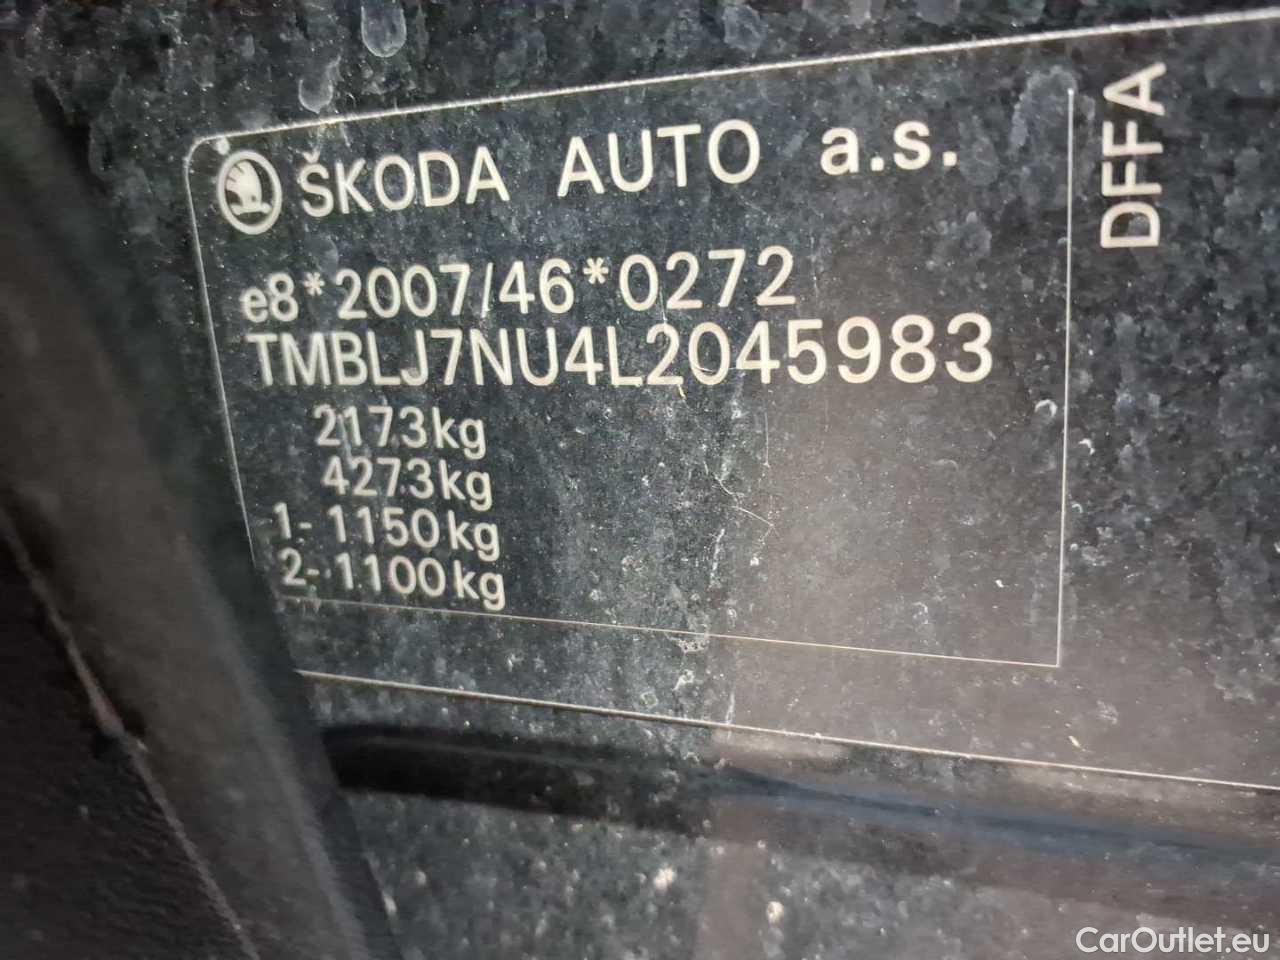 ŠKODA AUTO a.s.
e8*2007/46*0272
TMBLJ7NU4L2045983
2173kg
4273kg
1-1150kg
2-1100kg
DFFA
CarOutlet.eu